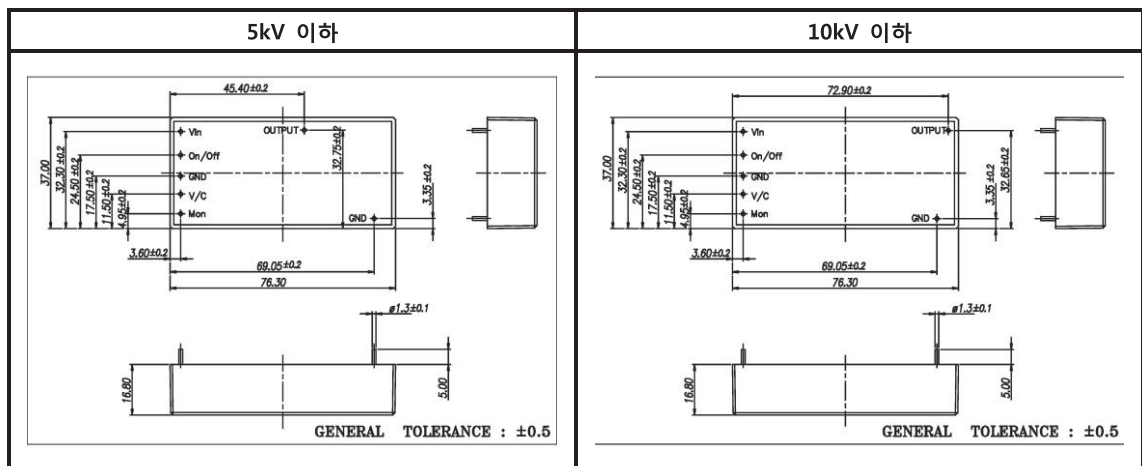 5kV 이하
10kV 이하
45.40±0.2
Vin
OUTPUT
On/Off
GND
V/C
Mon
GND
37.00
32.30 ±0.2
24.50 ±0.2
17.50±0.2
11.50±0.2
4.95±0.2
32.75±0.2
3.35 ±0.2
3.60±0.2
69.05±0.2
76.30
ø1.3±0.1
16.80
5.00
GENERAL TOLERANCE : ±0.5
72.90±0.2
Vin
OUTPUT
On/Off
GND
V/C
Mon
GND
37.00
32.30 ±0.2
24.50 ±0.2
17.50±0.2
11.50±0.2
4.95±0.2
3.35 ±0.2
32.65±0.2
3.60±0.2
69.05±0.2
76.30
ø1.3±0.1
16.80
5.00
GENERAL TOLERANCE : ±0.5